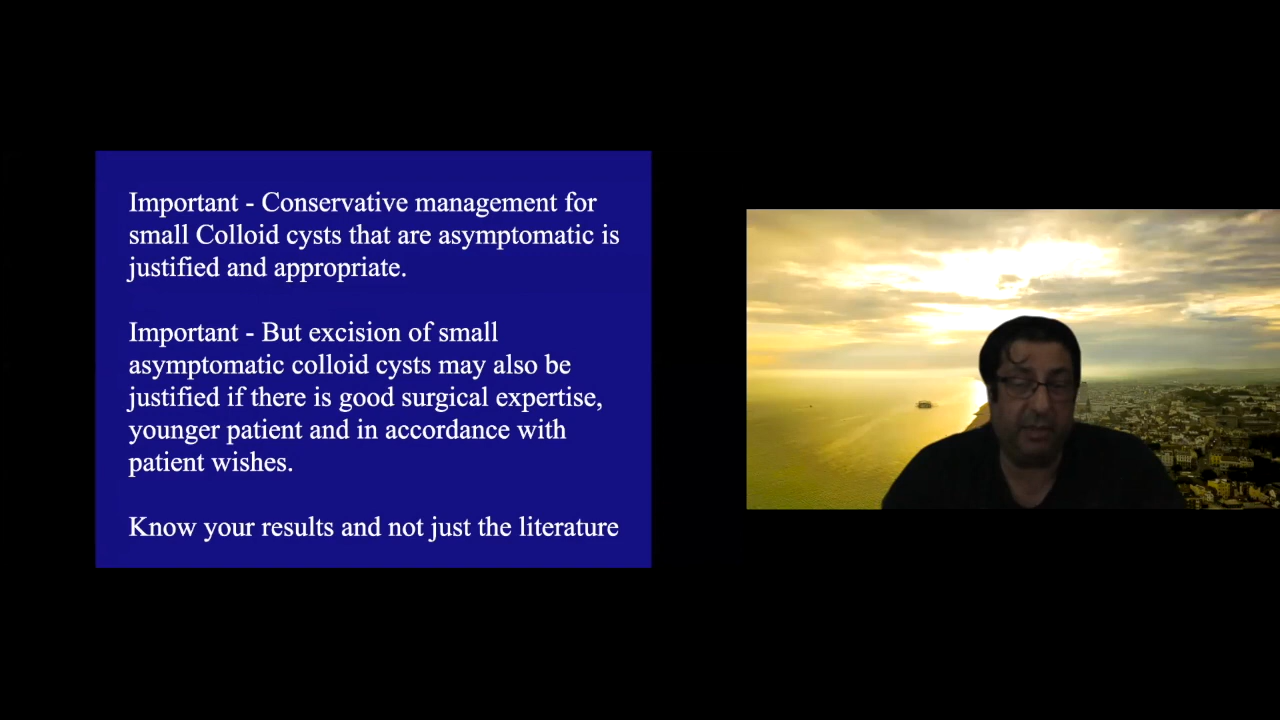 Important - Conservative management for
small Colloid cysts that are asymptomatic is
justified and appropriate.
Important - But excision of small
asymptomatic colloid cysts may also be
justified if there is good surgical expertise,
younger patient and in accordance with
patient wishes.
Know your results and not just the literature